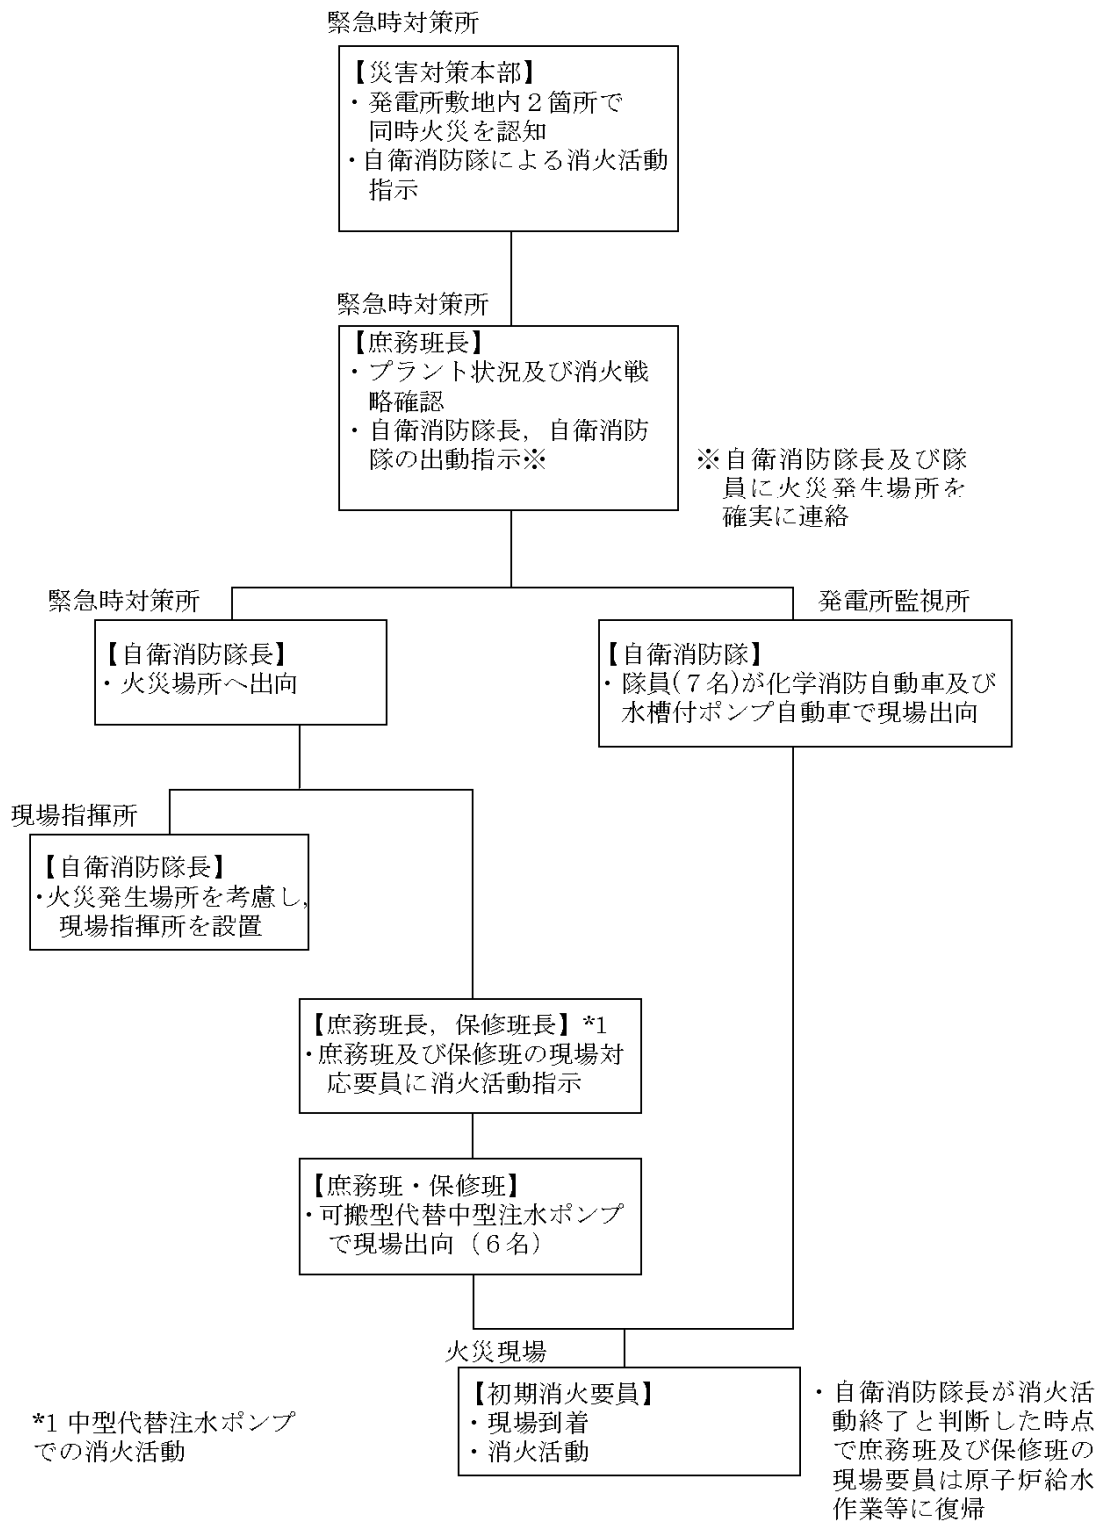 緊急時対策所
【災害対策本部】
・発電所敷地内２箇所で
同時火災を認知
・自衛消防隊による消火活動
指示
緊急時対策所
【庶務班長】
・プラント状況及び消火戦
略確認
・自衛消防隊長，自衛消防
隊の出動指示※
※自衛消防隊長及び隊
員に火災発生場所を
確実に連絡
緊急時対策所
【自衛消防隊長】
・火災場所へ出向
発電所監視所
【自衛消防隊】
・隊員(７名)が化学消防自動車及び
水槽付ポンプ自動車で現場出向
現場指揮所
【自衛消防隊長】
・火災発生場所を考慮し，
現場指揮所を設置
【庶務班長，保修班長】*1
・庶務班及び保修班の現場対
応要員に消火活動指示
【庶務班・保修班】
・可搬型代替中型注水ポンプ
で現場出向（６名）
火災現場
【初期消火要員】
・現場到着
・消火活動
*1 中型代替注水ポンプ
での消火活動
・自衛消防隊長が消火活
動終了と判断した時点
で庶務班及び保修班の
現場要員は原子炉給水
作業等に復帰